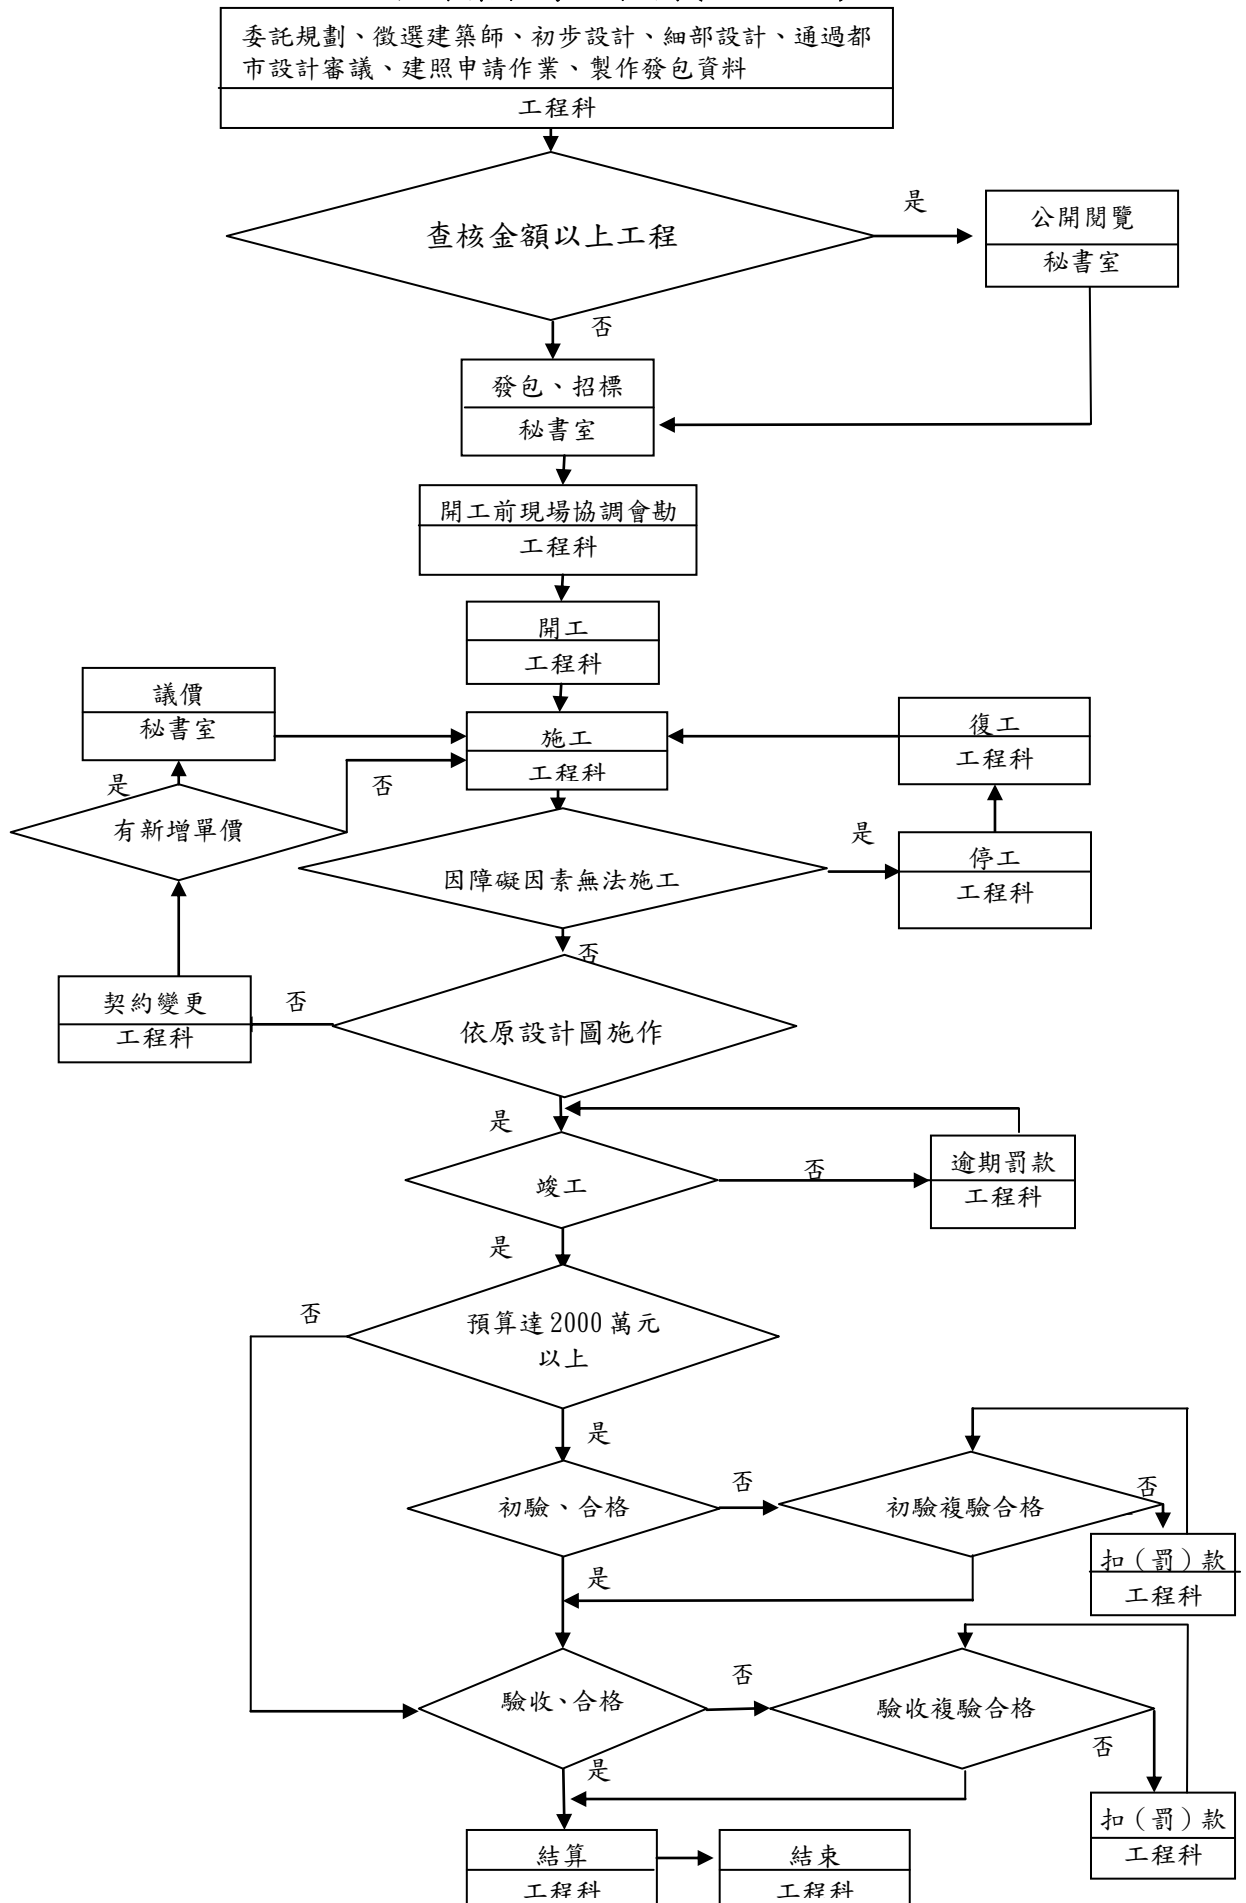 委託規劃、徵選建築師、初步設計、細部設計、通過都
市設計審議、建照申請作業、製作發包資料
工程科
查核金額以上工程
是
公開閱覽
秘書室
否
發包、招標
秘書室
開工前現場協調會勘
工程科
開工
工程科
議價
秘書室
施工
工程科
復工
工程科
是
否
有新增單價
因障礙因素無法施工
是
停工
工程科
否
契約變更
工程科
否
依原設計圖施作
是
竣工
否
逾期罰款
工程科
是
否
預算達2000萬元
以上
是
初驗、合格
否
初驗複驗合格
否
扣（罰）款
工程科
是
驗收、合格
否
驗收複驗合格
否
扣（罰）款
工程科
是
結算
工程科
結束
工程科